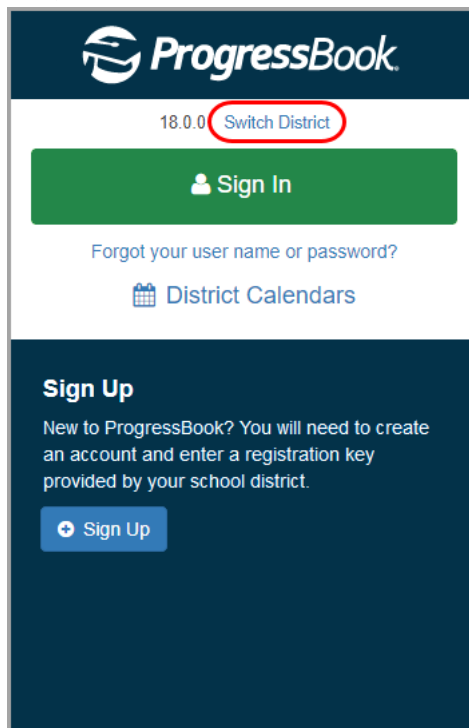 ProgressBook.
18.0.0 Switch District
Sign In
Forgot your user name or password?
District Calendars
Sign Up
New to ProgressBook? You will need to create
an account and enter a registration key
provided by your school district.
Sign Up